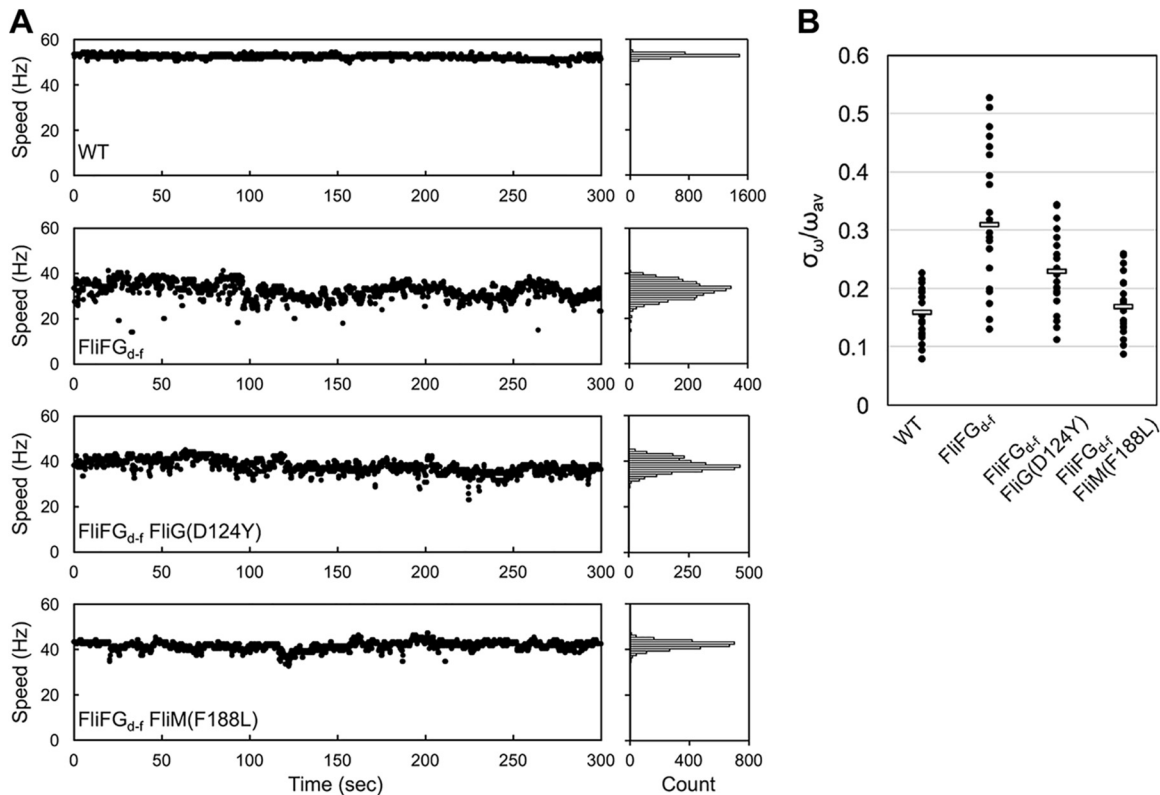 A
60
40
20
0
Speed (Hz)
WT
0 50 100 150 200 250 300
0 1600
60
40
20
0
Speed (Hz)
FliFGd-f
0 50 100 150 200 250 300
0 200 400
60
40
20
0
Speed (Hz)
FliFGd-f FliG(D124Y)
0 50 100 150 200 250 300
0 250 500
60
40
20
0
Speed (Hz)
FliFGd-f FliM(F188L)
0 50 100 150 200 250 300
Time (sec)
0 400 800
Count
B
0.6
0.5
0.4
0.3
0.2
0.1
0
σω/ωav
WT
FliFGd-f
FliFGd-f
FliG(D124Y)
FliFGd-f
FliM(F188L)